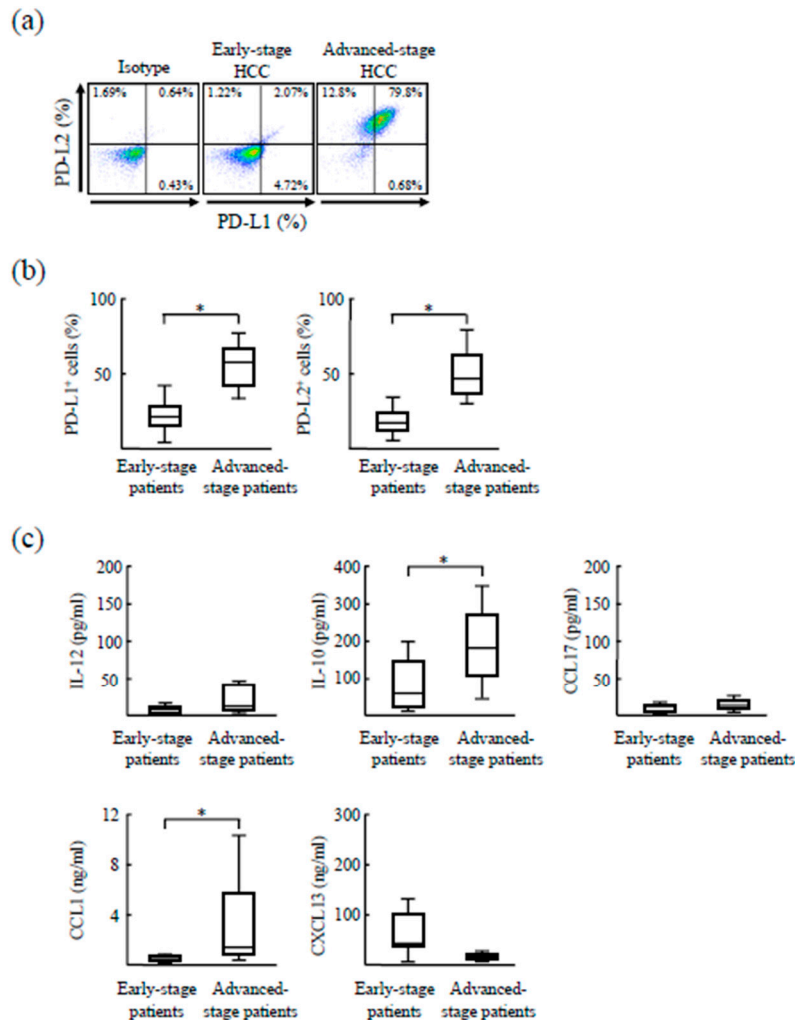 (a)
Isotype
Early-stage
HCC
Advanced-stage
HCC
1.69% 0.64%
0.43%
1.22% 2.07%
4.72%
12.8% 79.8%
0.68%
PD-L2 (%)
PD-L1 (%)
(b)
100
50
PD-L1+ cells (%)
*
Early-stage
patients
Advanced-
stage patients
100
50
PD-L2+ cells (%)
*
Early-stage
patients
Advanced-
stage patients
(c)
200
150
100
50
IL-12 (pg/ml)
Early-stage
patients
Advanced-
stage patients
400
300
200
100
IL-10 (pg/ml)
*
Early-stage
patients
Advanced-
stage patients
200
150
100
50
CCL17 (pg/ml)
Early-stage
patients
Advanced-
stage patients
12
8
4
CCL1 (ng/ml)
*
Early-stage
patients
Advanced-
stage patients
300
200
100
CXCL13 (ng/ml)
Early-stage
patients
Advanced-
stage patients